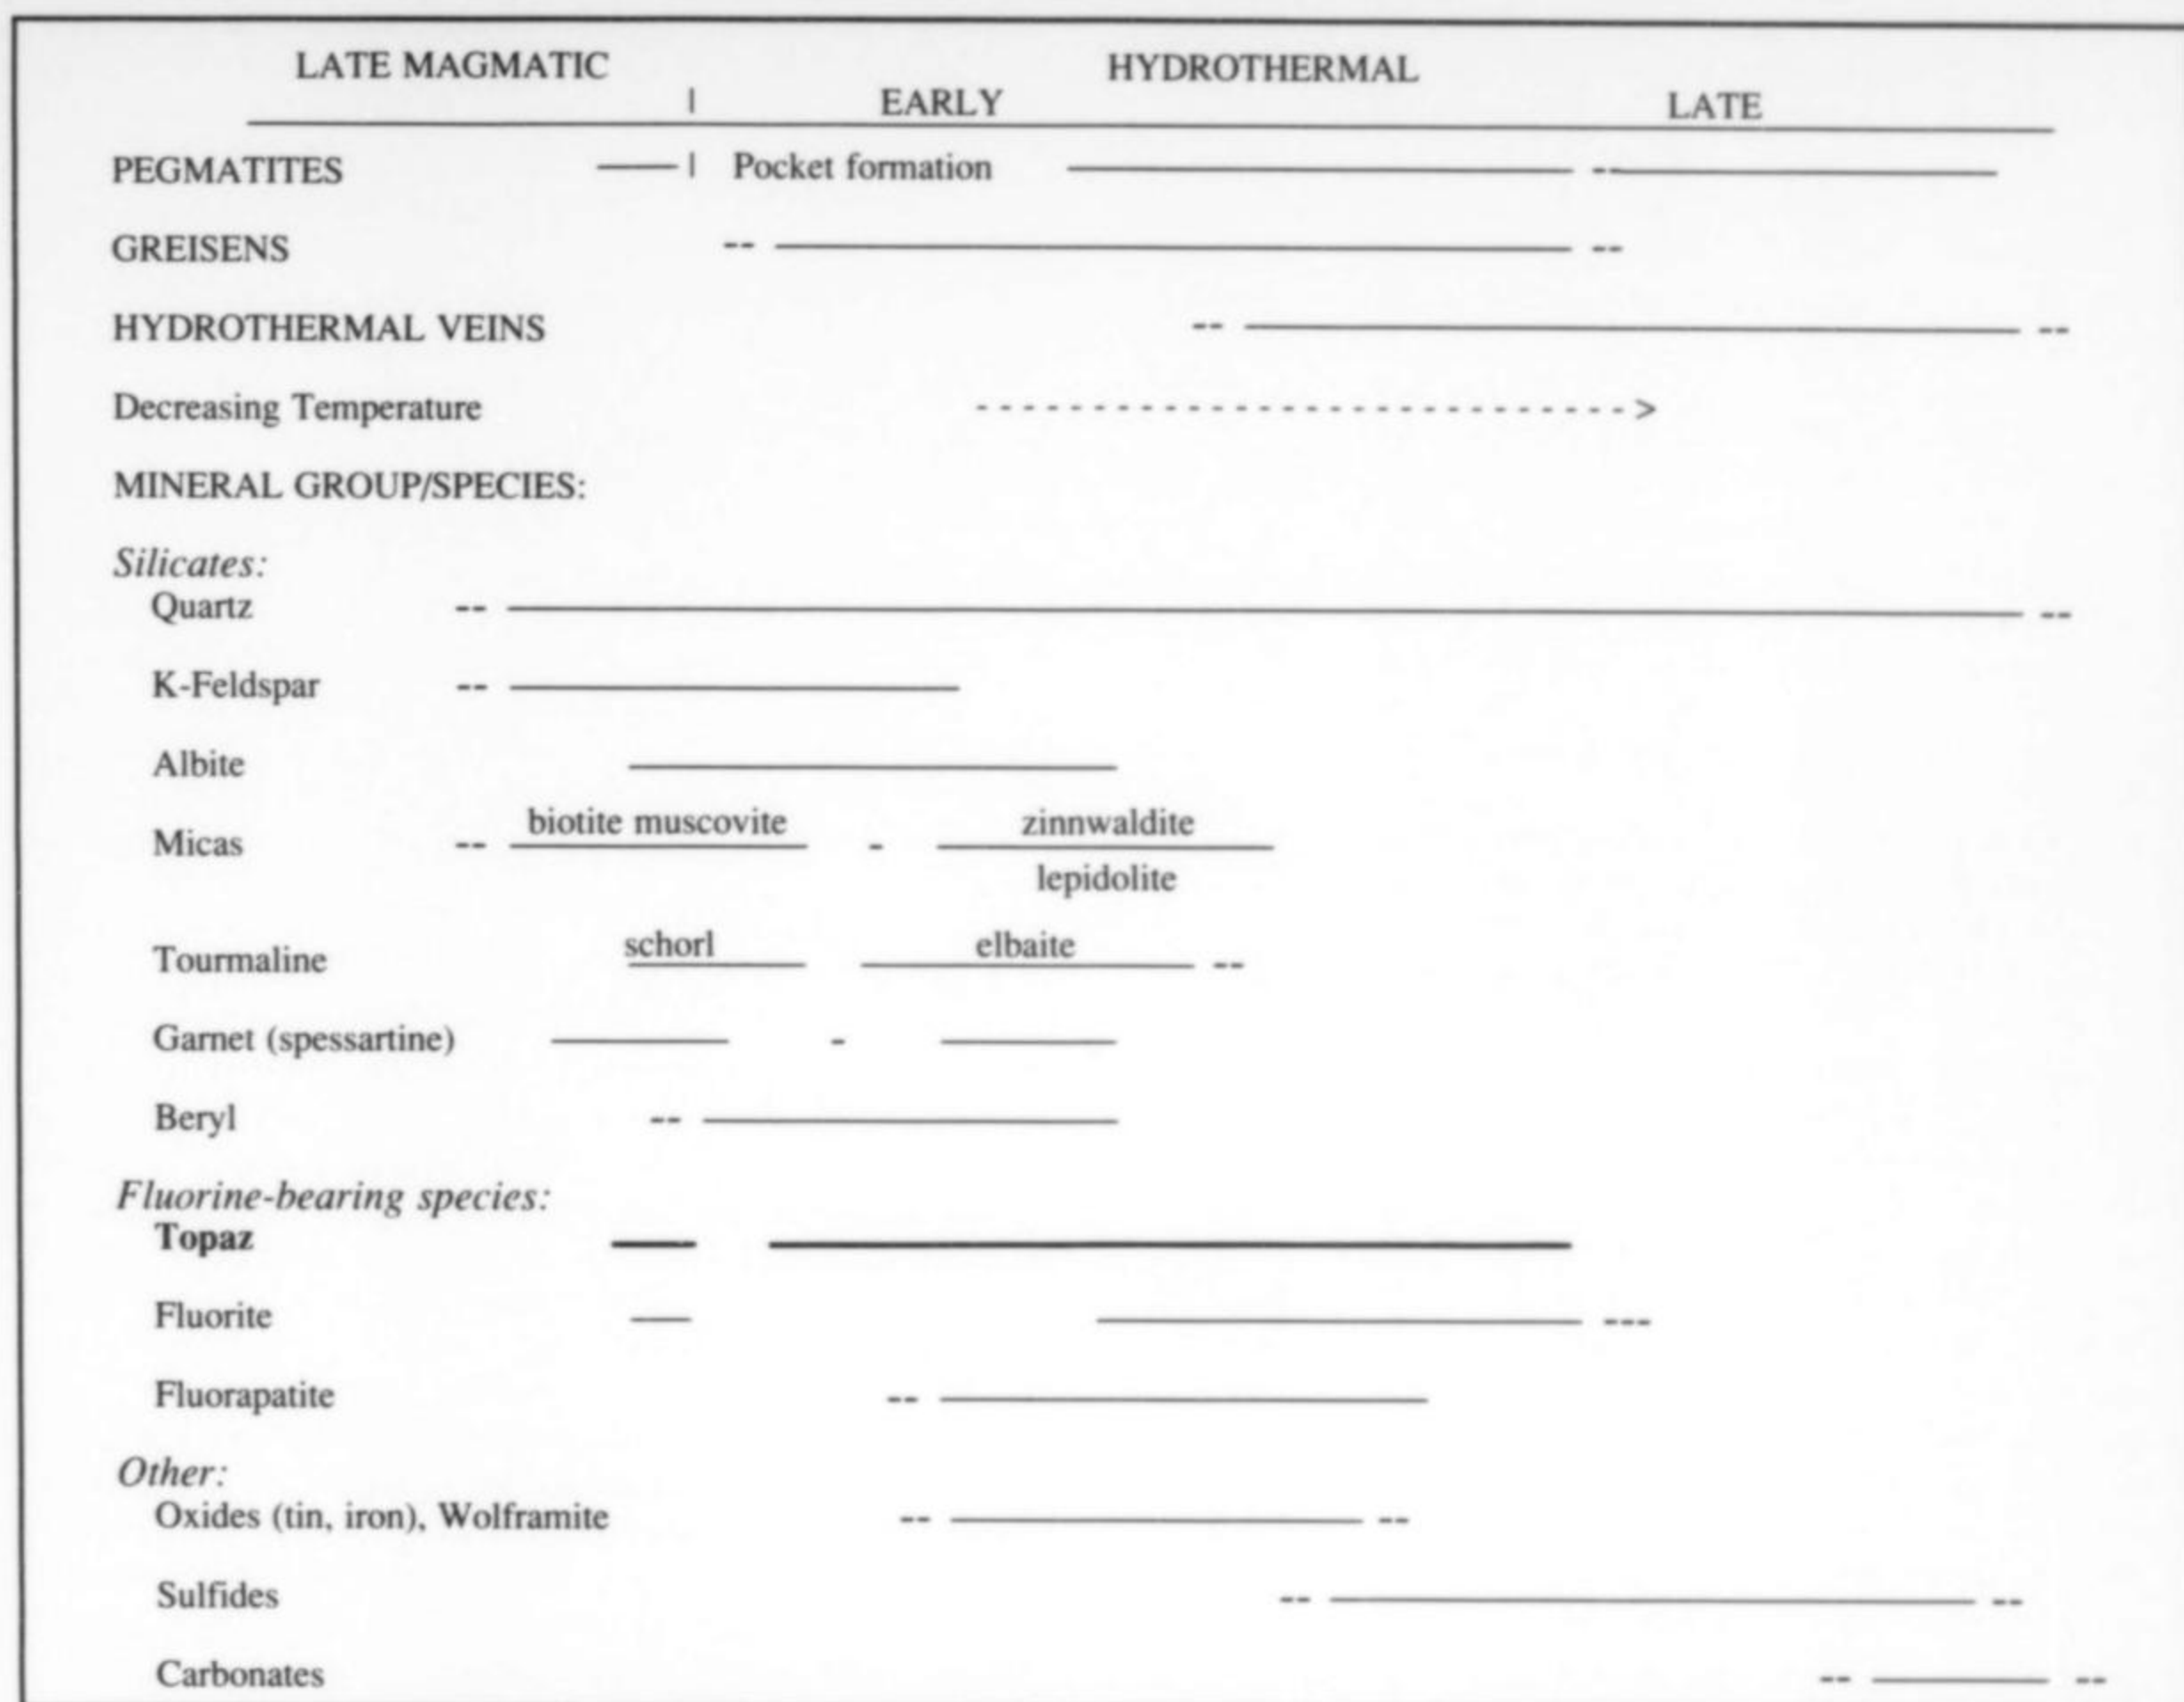 LATE MAGMATIC HYDROTHERMAL
| EARLY LATE
PEGMATITES —| Pocket formation ——— -- ———
GREISENS -- ——— --
HYDROTHERMAL VEINS -- ——— --
Decreasing Temperature - - - - - - - - - - - - - - - - - - - - - - - - - - - ->
MINERAL GROUP/SPECIES:
Silicates:
Quartz -- ——— --
K-Feldspar -- ———
Albite ———
biotite muscovite zinnwaldite
Micas -- ——— - ———
lepidolite
schorl elbaite
Tourmaline ——— ——— --
Garnet (spessartine) ——— - ———
Beryl -- ———
Fluorine-bearing species:
Topaz — ———
Fluorite — ——— ---
Fluorapatite -- ———
Other:
Oxides (tin, iron), Wolframite -- ——— --
Sulfides -- ——— --
Carbonates -- ——— --